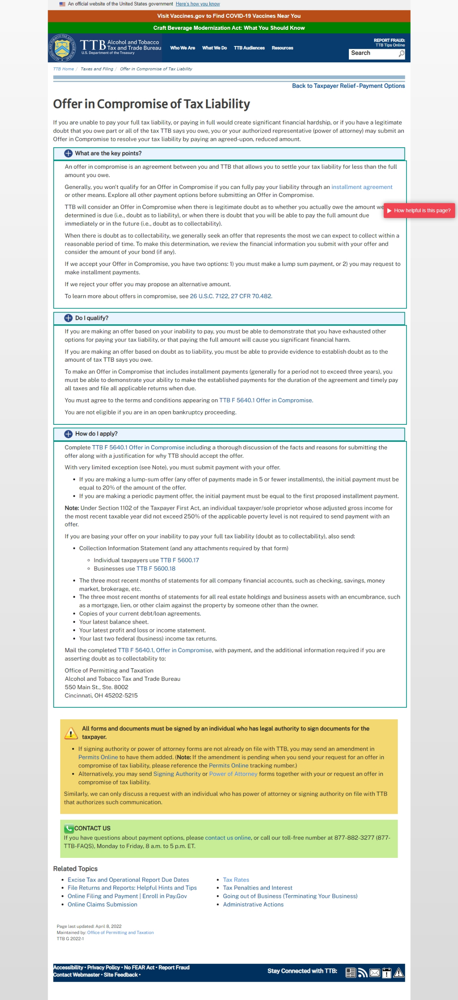 An official website of the United States government Here's how you know
Visit Vaccines.gov to Find COVID-19 Vaccines Near You
Craft Beverage Modernization Act: What You Should Know
TTB Alcohol and Tobacco
Tax and Trade Bureau
U.S. Department of the Treasury
Who We Are What We Do TTB Audiences Resources
REPORT FRAUD:
TTB Tips Online
Search
TTB Home / Taxes and Filing / Offer in Compromise of Tax Liability
Back to Taxpayer Relief - Payment Options
Offer in Compromise of Tax Liability
If you are unable to pay your full tax liability, or paying in full would create significant financial hardship, or if you have a legitimate
doubt that you owe part or all of the tax TTB says you owe, you or your authorized representative (power of attorney) may submit an
Offer in Compromise to resolve your tax liability by paying an agreed-upon, reduced amount.
What are the key points?
An offer in compromise is an agreement between you and TTB that allows you to settle your tax liability for less than the full
amount you owe.
Generally, you won't qualify for an Offer in Compromise if you can fully pay your liability through an installment agreement
or other means. Explore all other payment options before submitting an Offer in Compromise.
TTB will consider an Offer in Compromise when there is legitimate doubt as to whether you actually owe the amount we
determined is due (i.e., doubt as to liability), or when there is doubt that you will be able to pay the full amount due
immediately or in the future (i.e., doubt as to collectability).
How helpful is this page?
When there is doubt as to collectability, we generally seek an offer that represents the most we can expect to collect within a
reasonable period of time. To make this determination, we review the financial information you submit with your offer and
consider the amount of your bond (if any).
If we accept your Offer in Compromise, you have two options: 1) you must make a lump sum payment, or 2) you may request to
make installment payments.
If we reject your offer you may propose an alternative amount.
To learn more about offers in compromise, see 26 U.S.C. 7122, 27 CFR 70.482.
Do I qualify?
If you are making an offer based on your inability to pay, you must be able to demonstrate that you have exhausted other
options for paying your tax liability, or that paying the full amount will cause you significant financial harm.
If you are making an offer based on doubt as to liability, you must be able to provide evidence to establish doubt as to the
amount of tax TTB says you owe.
To make an Offer in Compromise that includes installment payments (generally for a period not to exceed three years), you
must be able to demonstrate your ability to make the established payments for the duration of the agreement and timely pay
all taxes and file all applicable returns when due.
You must agree to the terms and conditions appearing on TTB F 5640.1 Offer in Compromise.
You are not eligible if you are in an open bankruptcy proceeding.
How do I apply?
Complete TTB F 5640.1 Offer in Compromise including a thorough discussion of the facts and reasons for submitting the
offer along with a justification for why TTB should accept the offer.
With very limited exception (see Note), you must submit payment with your offer.
• If you are making a lump-sum offer (any offer of payments made in 5 or fewer installments), the initial payment must be
equal to 20% of the amount of the offer.
• If you are making a periodic payment offer, the initial payment must be equal to the first proposed installment payment.
Note: Under Section 1102 of the Taxpayer First Act, an individual taxpayer/sole proprietor whose adjusted gross income for
the most recent taxable year did not exceed 250% of the applicable poverty level is not required to send payment with an
offer.
If you are basing your offer on your inability to pay your full tax liability (doubt as to collectability), also send:
• Collection Information Statement (and any attachments required by that form)
◦ Individual taxpayers use TTB F 5600.17
◦ Businesses use TTB F 5600.18
• The three most recent months of statements for all company financial accounts, such as checking, savings, money
market, brokerage, etc.
• The three most recent months of statements for all real estate holdings and business assets with an encumbrance, such
as a mortgage, lien, or other claim against the property by someone other than the owner.
• Copies of your current debt/loan agreements.
• Your latest balance sheet.
• Your latest profit and loss or income statement.
• Your last two federal (business) income tax returns.
Mail the completed TTB F 5640.1, Offer in Compromise, with payment, and the additional information required if you are
asserting doubt as to collectability to:
Office of Permitting and Taxation
Alcohol and Tobacco Tax and Trade Bureau
550 Main St., Ste. 8002
Cincinnati, OH 45202-5215
All forms and documents must be signed by an individual who has legal authority to sign documents for the
taxpayer.
• If signing authority or power of attorney forms are not already on file with TTB, you may send an amendment in
Permits Online to have them added. (Note: If the amendment is pending when you send your request for an offer in
compromise of tax liability, please reference the Permits Online tracking number.)
• Alternatively, you may send Signing Authority or Power of Attorney forms together with your or request an offer in
compromise of tax liability.
Similarly, we can only discuss a request with an individual who has power of attorney or signing authority on file with TTB
that authorizes such communication.
CONTACT US
If you have questions about payment options, please contact us online, or call our toll-free number at 877-882-3277 (877-
TTB-FAQS), Monday to Friday, 8 a.m. to 5 p.m. ET.
Related Topics
• Excise Tax and Operational Report Due Dates
• File Returns and Reports: Helpful Hints and Tips
• Online Filing and Payment | Enroll in Pay.Gov
• Online Claims Submission
• Tax Rates
• Tax Penalties and Interest
• Going out of Business (Terminating Your Business)
• Administrative Actions
Page last updated: April 8, 2022
Maintained by: Office of Permitting and Taxation
TTB G 2022-1
Accessibility • Privacy Policy • No FEAR Act • Report Fraud
Contact Webmaster • Site Feedback •
Stay Connected with TTB: